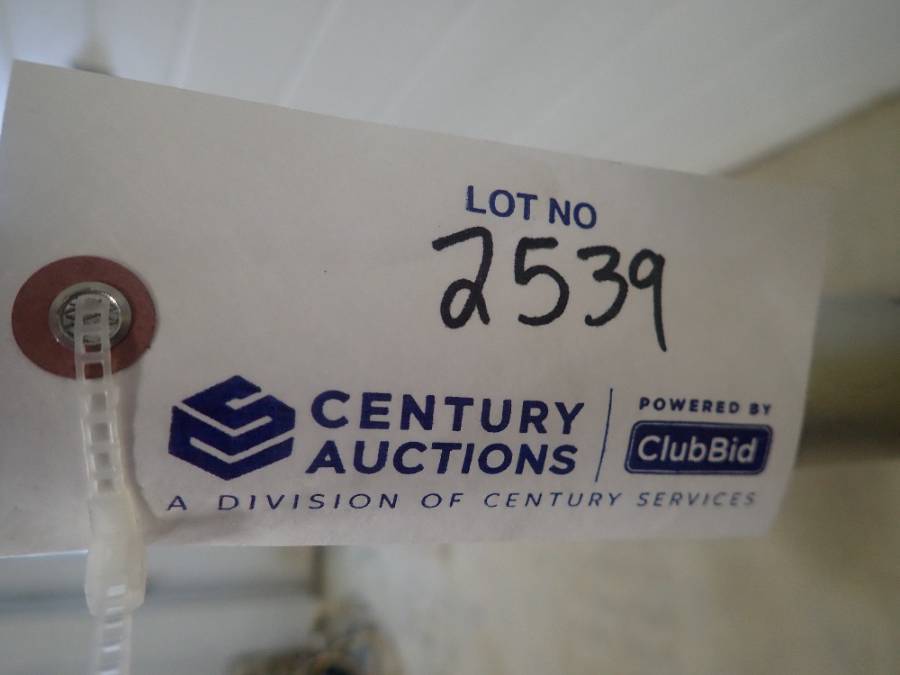 LOT NO
2539
CENTURY
AUCTIONS
POWERED BY
ClubBid
A DIVISION OF CENTURY SERVICES